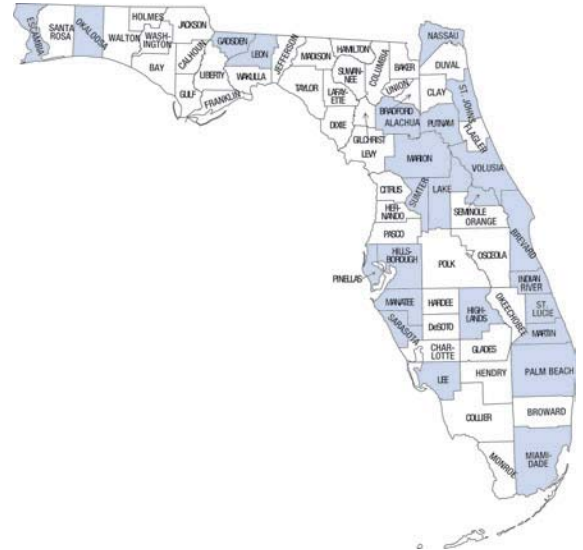 ESCAMBIA
SANTA
ROSA
OKALOOSA
WALTON
HOLMES
WASH-
INGTON
BAY
JACKSON
CALHOUN
GULF
GADSDEN
LIBERTY
FRANKLIN
LEON
WAKULLA
JEFFERSON
MADISON
TAYLOR
HAMILTON
SUWAN-
NEE
LAFAY-
ETTE
DIXIE
COLUMBIA
GILCHRIST
LEVY
BAKER
UNION
BRADFORD
ALACHUA
NASSAU
DUVAL
CLAY
ST. JOHNS
PUTNAM
FLAGLER
MARION
VOLUSIA
CITRUS
SUMTER
LAKE
HER-
NANDO
SEMINOLE
ORANGE
PASCO
BREVARD
HILLS-
BOROUGH
POLK
OSCEOLA
PINELLAS
INDIAN
RIVER
MANATEE
HARDEE
HIGH-
LANDS
OKEECHOBEE
ST.
LUCIE
SARASOTA
DeSOTO
MARTIN
CHAR-
LOTTE
GLADES
LEE
HENDRY
PALM BEACH
COLLIER
BROWARD
MONROE
MIAMI-
DADE